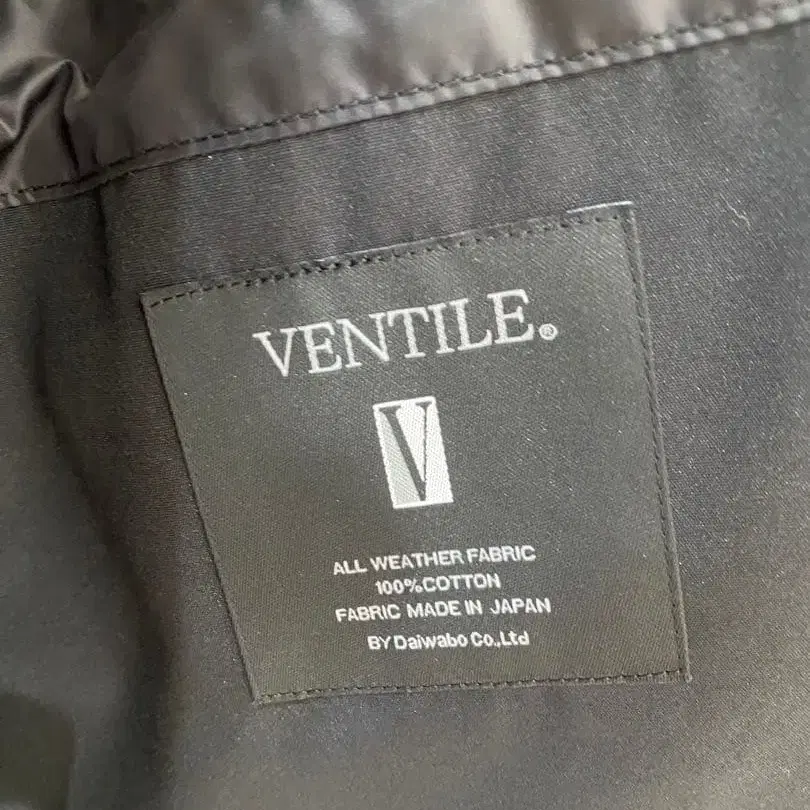 VENTILE®
V
ALL WEATHER FABRIC
100%COTTON
FABRIC MADE IN JAPAN
BY Daiwabo Co.,Ltd